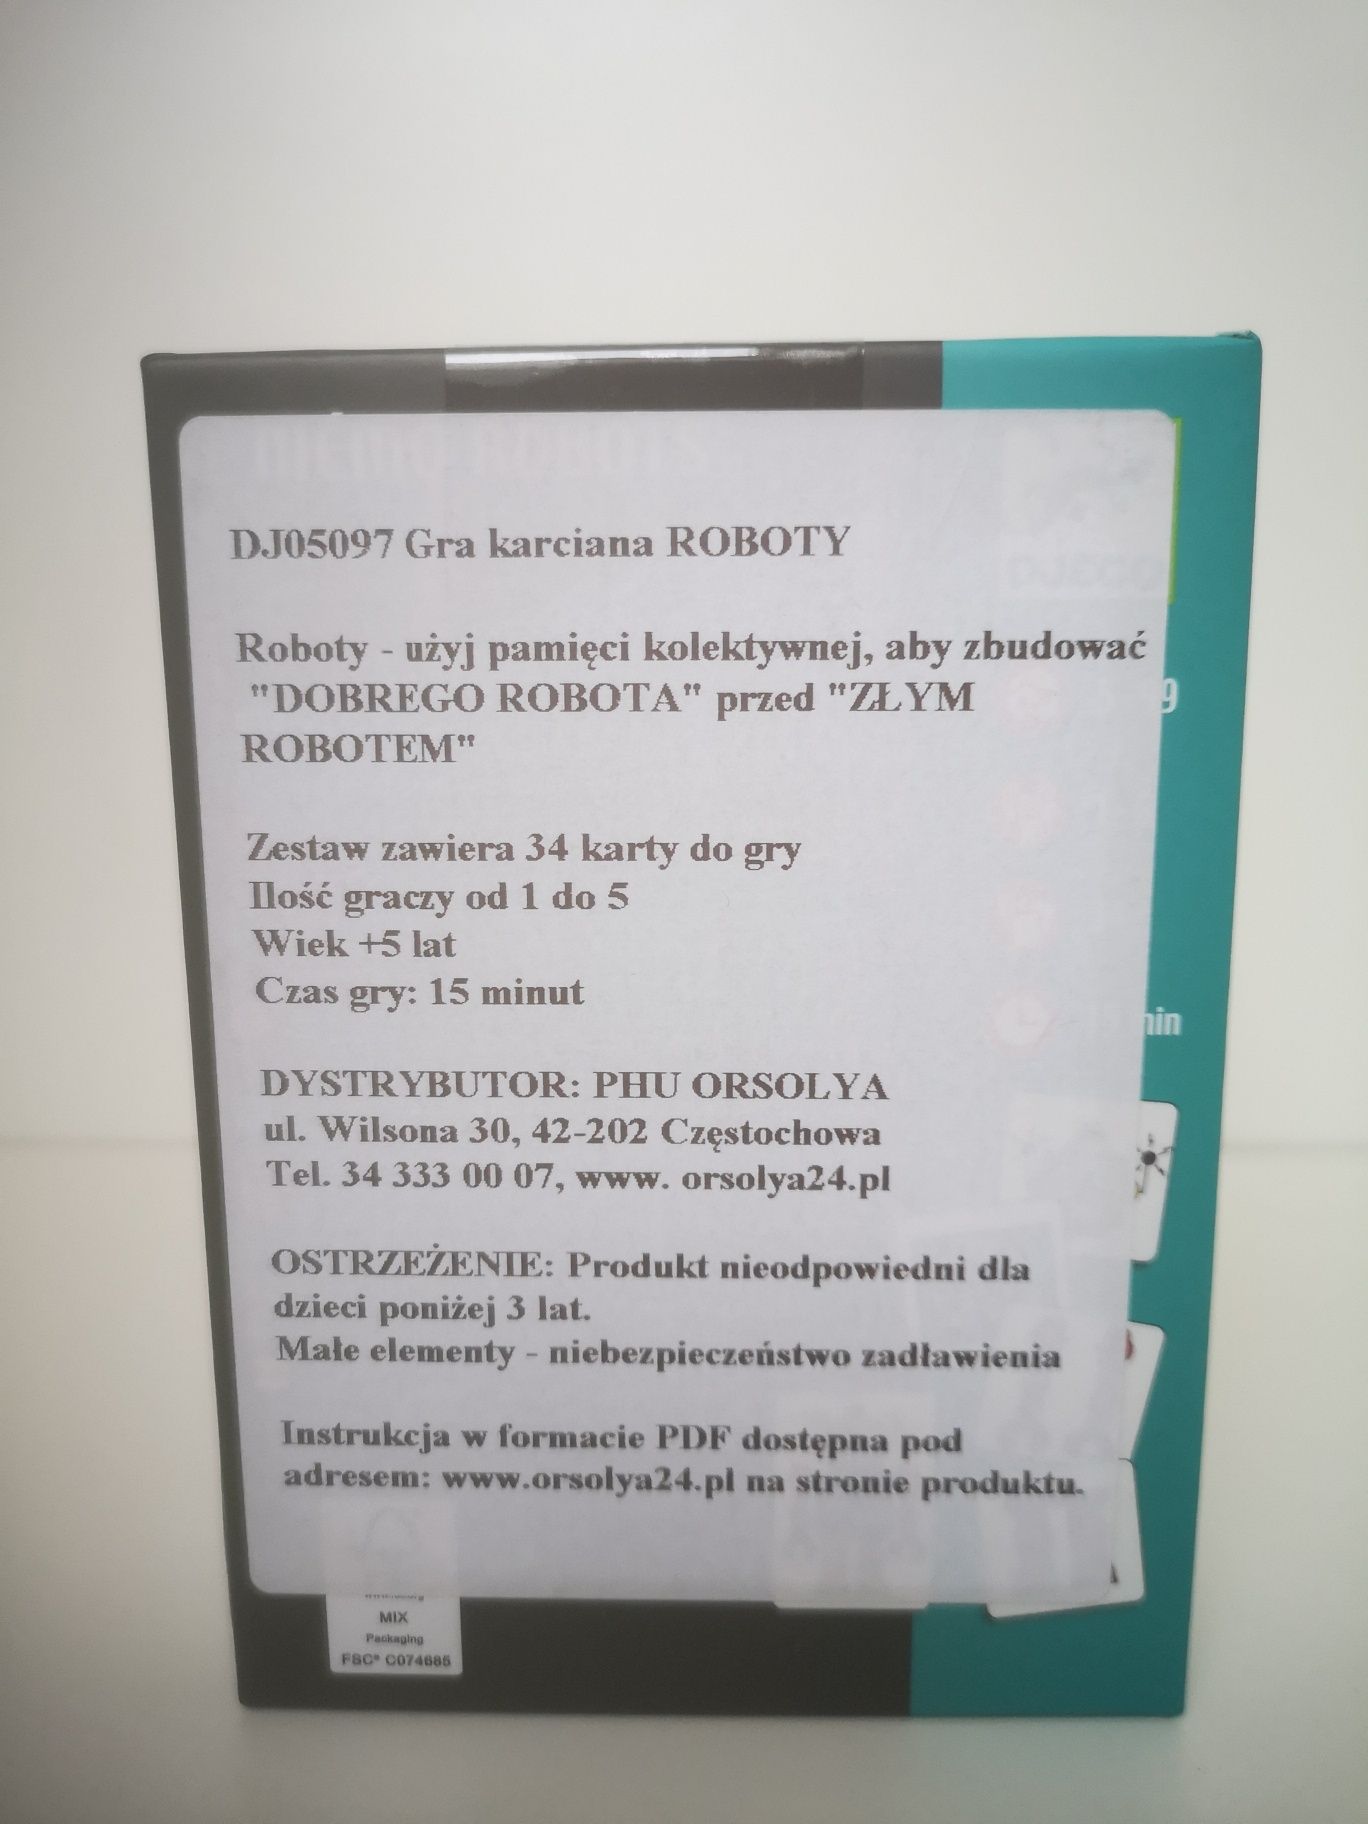 DJ05097 Gra karciana ROBOTY
Roboty - użyj pamięci kolektywnej, aby zbudować
"DOBREGO ROBOTA" przed "ZŁYM
ROBOTEM"
9
Zestaw zawiera 34 karty do gry
Ilość graczy od 1 do 5
Wiek +5 lat
Czas gry: 15 minut
min
DYSTRYBUTOR: PHU ORSOLYA
ul. Wilsona 30, 42-202 Częstochowa
Tel. 34 333 00 07, www. orsolya24.pl
OSTRZEŻENIE: Produkt nieodpowiedni dla
dzieci poniżej 3 lat.
Małe elementy - niebezpieczeństwo zadławienia
Instrukcja w formacie PDF dostępna pod
adresem: www.orsolya24.pl na stronie produktu.
MIX
Packaging
FSC® C074685